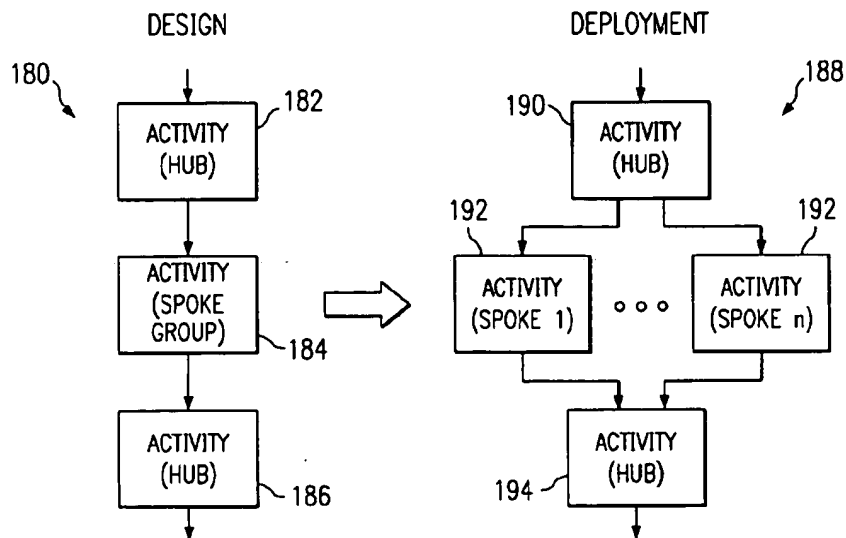 DESIGN
180
182
ACTIVITY
(HUB)
ACTIVITY
(SPOKE
GROUP)
184
ACTIVITY
(HUB)
186
DEPLOYMENT
188
190
ACTIVITY
(HUB)
192
192
ACTIVITY
(SPOKE 1)
ACTIVITY
(SPOKE n)
ACTIVITY
(HUB)
194